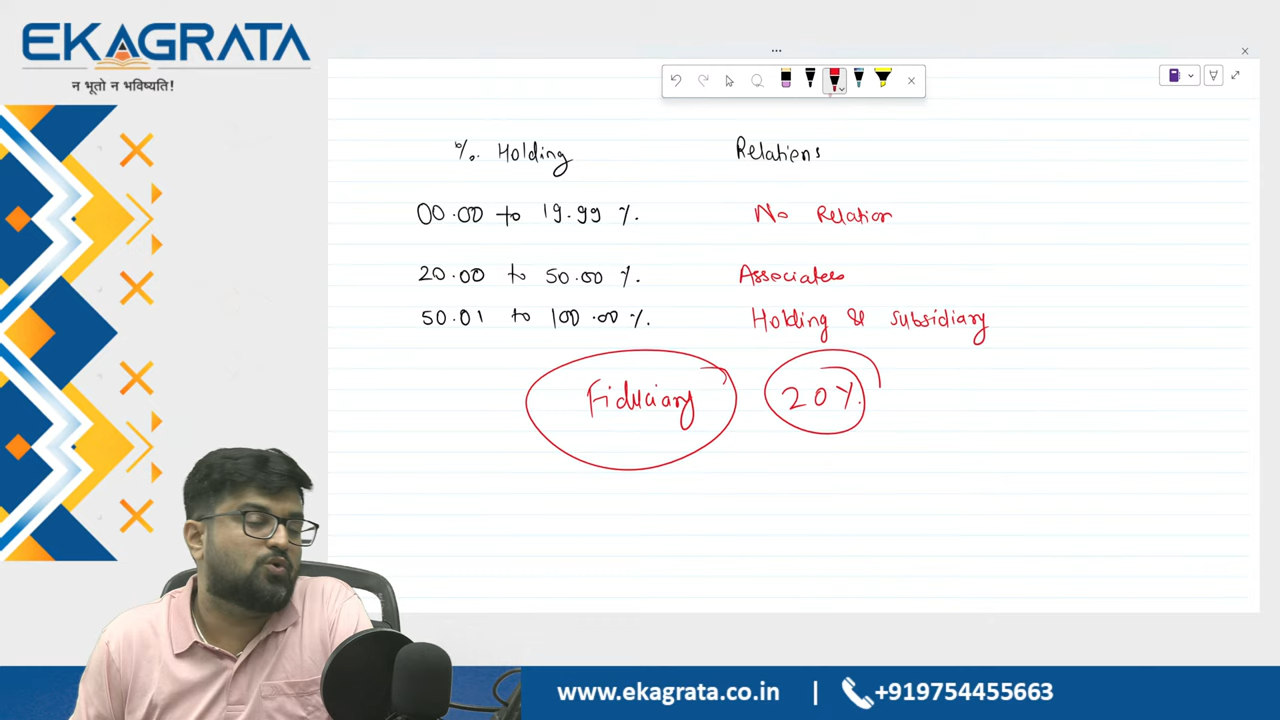 EKAGRATA
न भूतो न भविष्यति!
...
% Holding Relations
00.00 to 19.99 % No Relation
20.00 to 50.00 % Associates
50.01 to 100.00 % Holding & Subsidiary
Fiduciary 20%
www.ekagrata.co.in | +919754455663